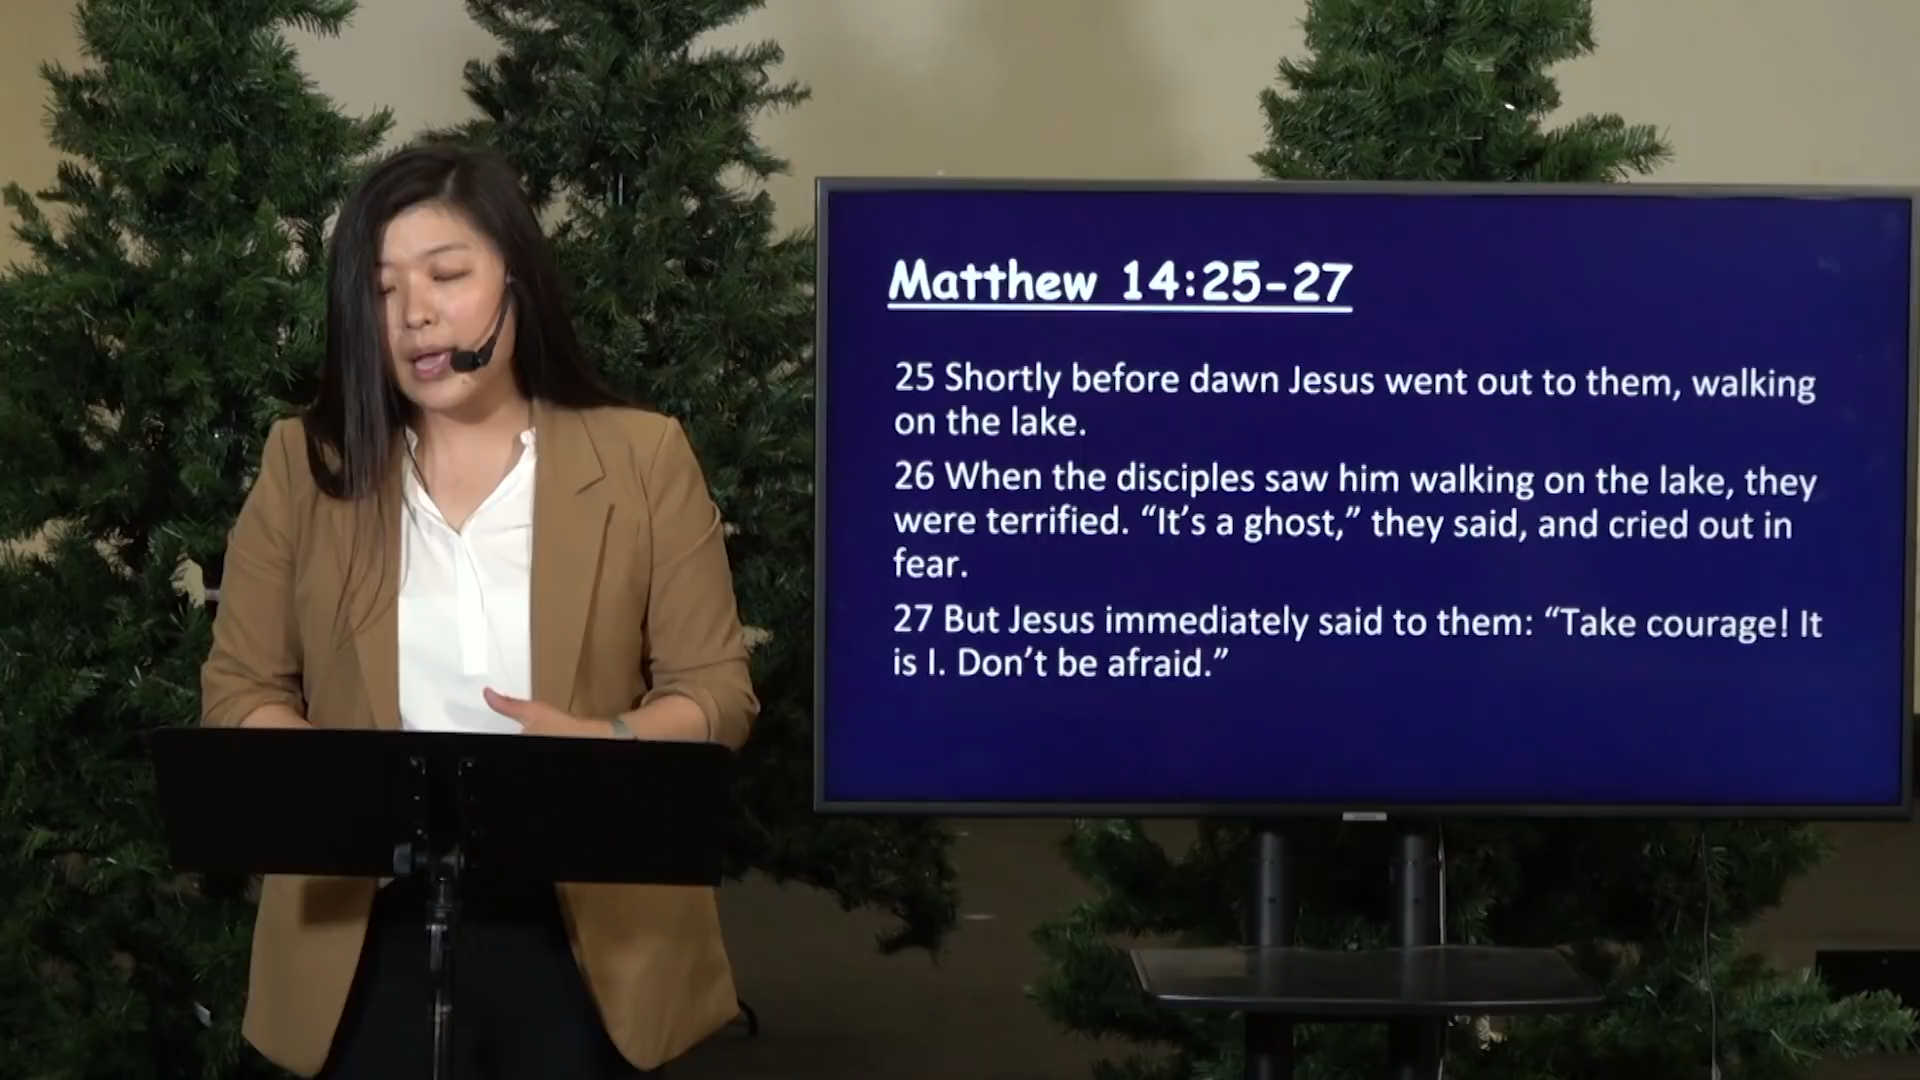 Matthew 14:25-27
25 Shortly before dawn Jesus went out to them, walking
on the lake.
26 When the disciples saw him walking on the lake, they
were terrified. “It’s a ghost,” they said, and cried out in
fear.
27 But Jesus immediately said to them: “Take courage! It
is I. Don’t be afraid.”